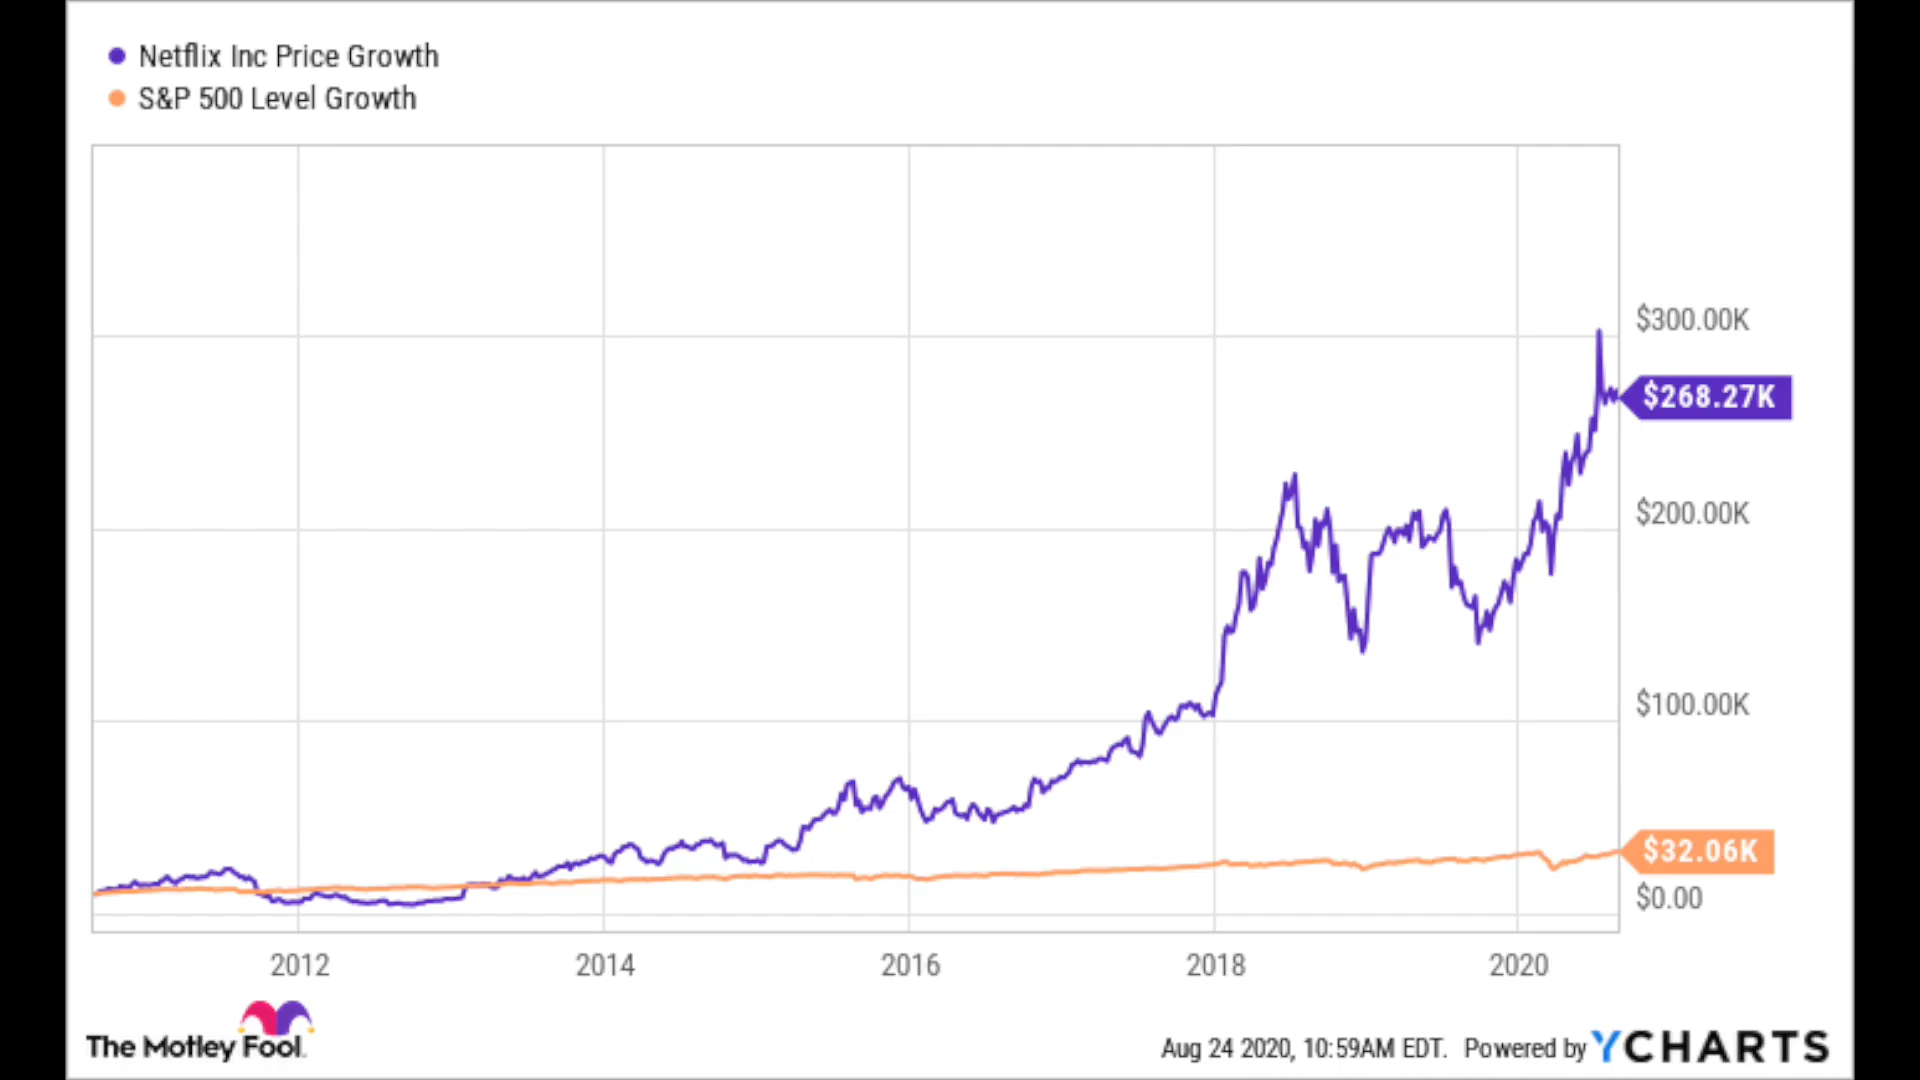 Netflix Inc Price Growth
S&P 500 Level Growth
$300.00K
$268.27K
$200.00K
$100.00K
$32.06K
$0.00
2012 2014 2016 2018 2020
The Motley Fool.
Aug 24 2020, 10:59AM EDT. Powered by YCHARTS